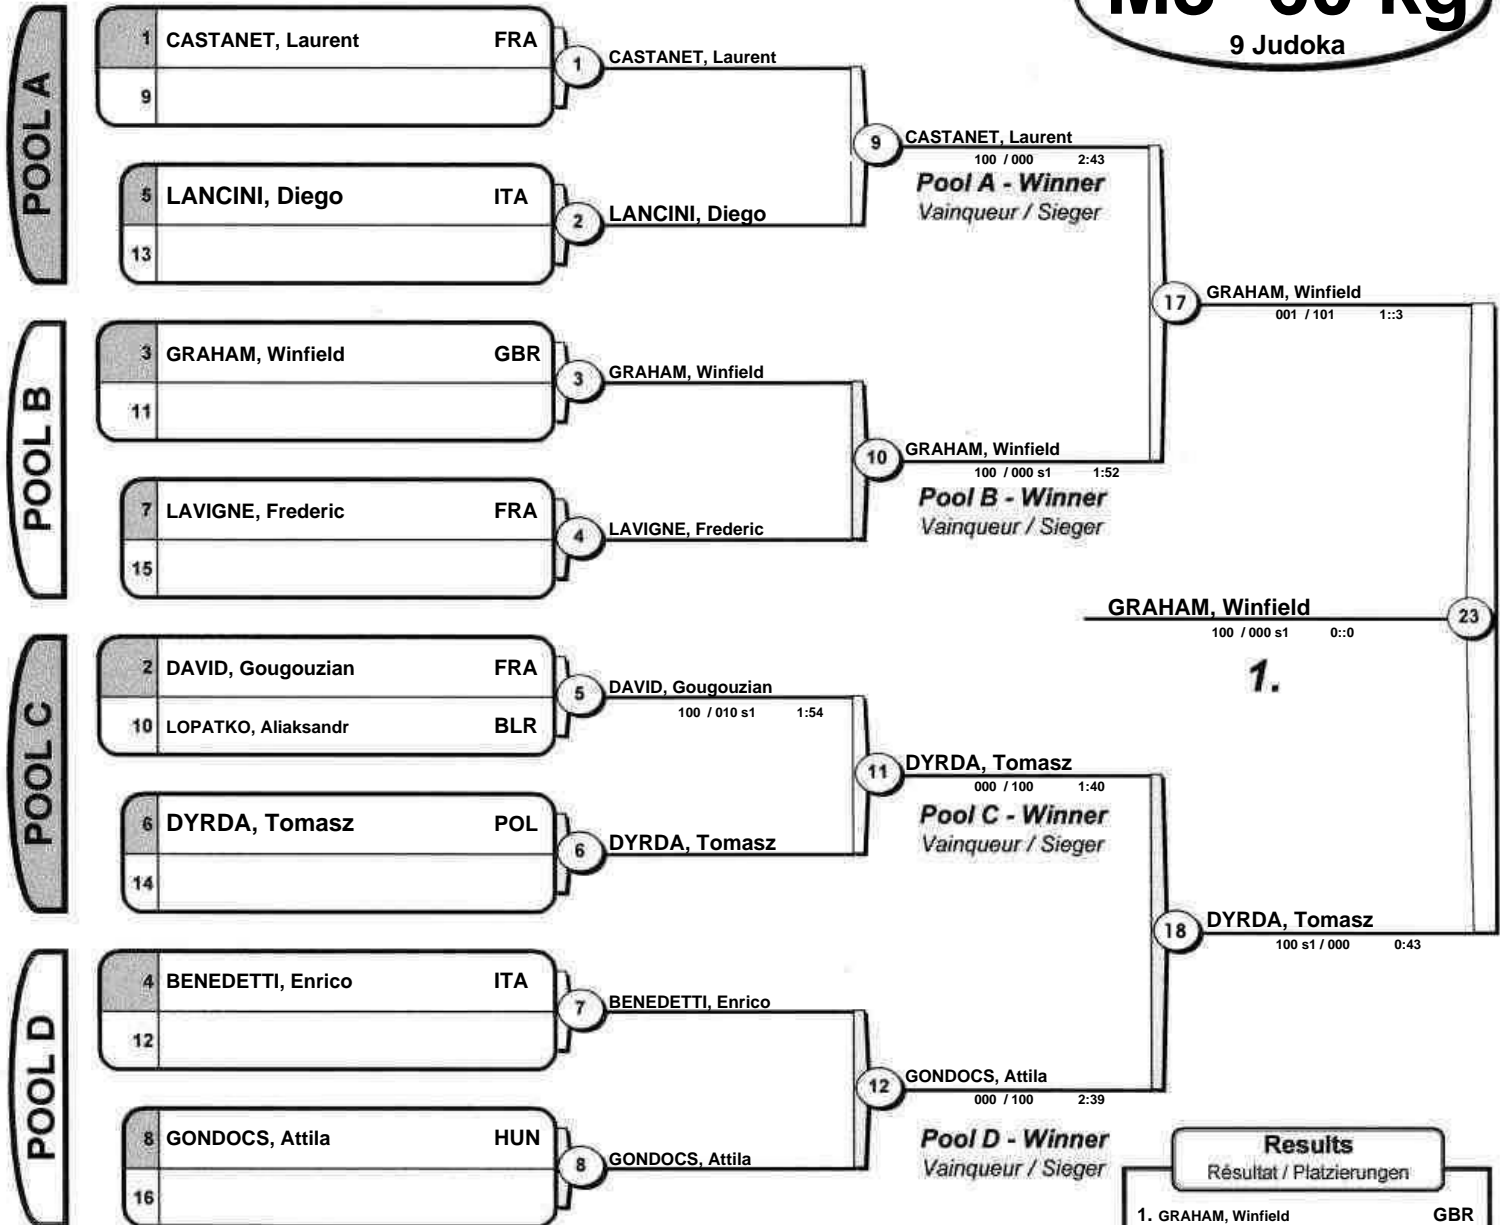 9 Judoka
POOL A
1 CASTANET, Laurent FRA
9
1 CASTANET, Laurent
5 LANCINI, Diego ITA
13
2 LANCINI, Diego
9 CASTANET, Laurent
100 / 000 2:43
Pool A - Winner
Vainqueur / Sieger
POOL B
3 GRAHAM, Winfield GBR
11
3 GRAHAM, Winfield
7 LAVIGNE, Frederic FRA
15
4 LAVIGNE, Frederic
10 GRAHAM, Winfield
100 / 000 s1 1:52
Pool B - Winner
Vainqueur / Sieger
17 GRAHAM, Winfield
001 / 101 1::3
GRAHAM, Winfield 23
100 / 000 s1 0::0
1.
POOL C
2 DAVID, Gougouzian FRA
10 LOPATKO, Aliaksandr BLR
5 DAVID, Gougouzian
100 / 010 s1 1:54
6 DYRDA, Tomasz POL
14
6 DYRDA, Tomasz
11 DYRDA, Tomasz
000 / 100 1:40
Pool C - Winner
Vainqueur / Sieger
18 DYRDA, Tomasz
100 s1 / 000 0:43
POOL D
4 BENEDETTI, Enrico ITA
12
7 BENEDETTI, Enrico
8 GONDOCS, Attila HUN
16
8 GONDOCS, Attila
12 GONDOCS, Attila
000 / 100 2:39
Pool D - Winner
Vainqueur / Sieger
Results
Résultat / Platzierungen
1. GRAHAM, Winfield GBR